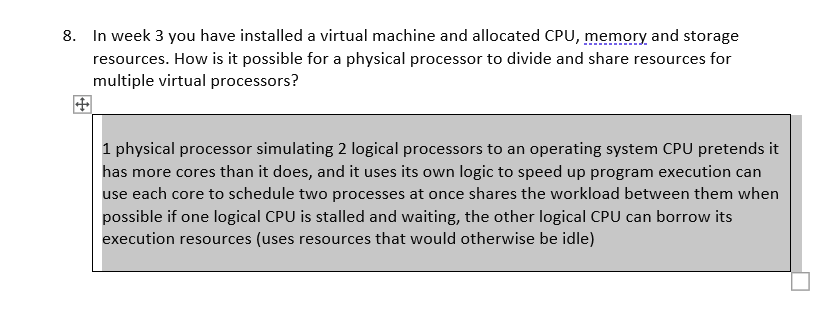 8. In week 3 you have installed a virtual machine and allocated CPU, memory and storage
resources. How is it possible for a physical processor to divide and share resources for
multiple virtual processors?
1 physical processor simulating 2 logical processors to an operating system CPU pretends it
has more cores than it does, and it uses its own logic to speed up program execution can
use each core to schedule two processes at once shares the workload between them when
possible if one logical CPU is stalled and waiting, the other logical CPU can borrow its
execution resources (uses resources that would otherwise be idle)